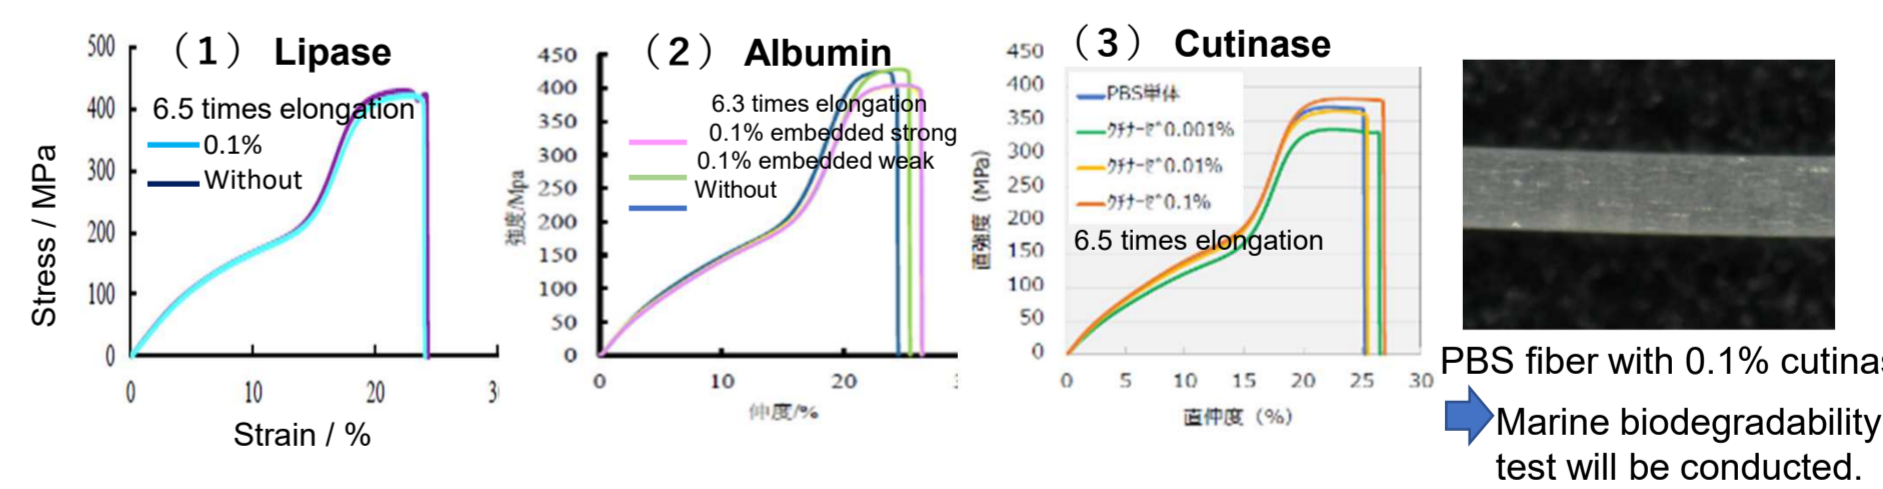 （1） Lipase
500
400
300
200
100
0
6.5 times elongation
0.1%
Without
Stress / MPa
0 10 20
Strain / %
（2） Albumin
450
400
350
300
250
200
150
100
50
0
6.3 times elongation
0.1% embedded strong
0.1% embedded weak
Without
強度/Mpa
0 10 20
伸度/%
（3） Cutinase
450
400
350
300
250
200
150
100
50
0
PBS単体
ｸﾁﾅｰｾﾞ0.001%
ｸﾁﾅｰｾﾞ0.01%
ｸﾁﾅｰｾﾞ0.1%
6.5 times elongation
直強度（MPa）
0 5 10 15 20 25 30
直伸度（%）
PBS fiber with 0.1%
Marine biodegradability
test will be conducted.